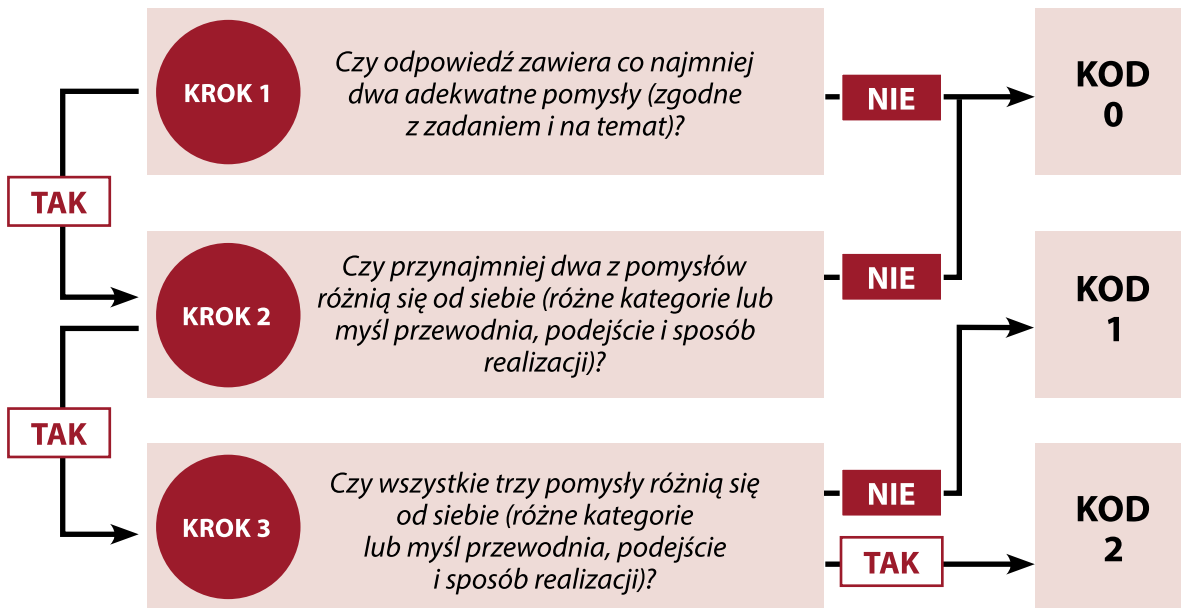 KROK 1
Czy odpowiedź zawiera co najmniej
dwa adekwatne pomysły (zgodne
z zadaniem i na temat)?
NIE
KOD
0
TAK
KROK 2
Czy przynajmniej dwa z pomysłów
różnią się od siebie (różne kategorie lub
myśl przewodnia, podejście i sposób
realizacji)?
NIE
KOD
1
TAK
KROK 3
Czy wszystkie trzy pomysły różnią się
od siebie (różne kategorie
lub myśl przewodnia, podejście
i sposób realizacji)?
NIE
TAK
KOD
2